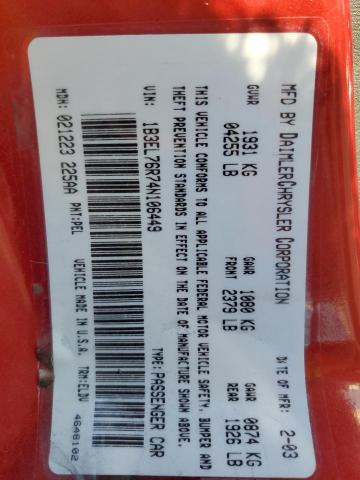 MFD BY DAIMLERCHRYSLER CORPORATION DATE OF MFR: 2-03
GVWR 1931 KG GAWR 1080 KG GAWR 0874 KG
04255 LB FRONT 2379 LB REAR 1926 LB
THIS VEHICLE CONFORMS TO ALL APPLICABLE FEDERAL MOTOR VEHICLE SAFETY, BUMPER AND
THEFT PREVENTION STANDARDS IN EFFECT ON THE DATE OF MANUFACTURE SHOWN ABOVE.
VIN: 1B3EL76R74N106449 TYPE: PASSENGER CAR
MDH: 021223 225AA PNT:PEL VEHICLE MADE IN U.S.A. TRM:ELDV 4648102